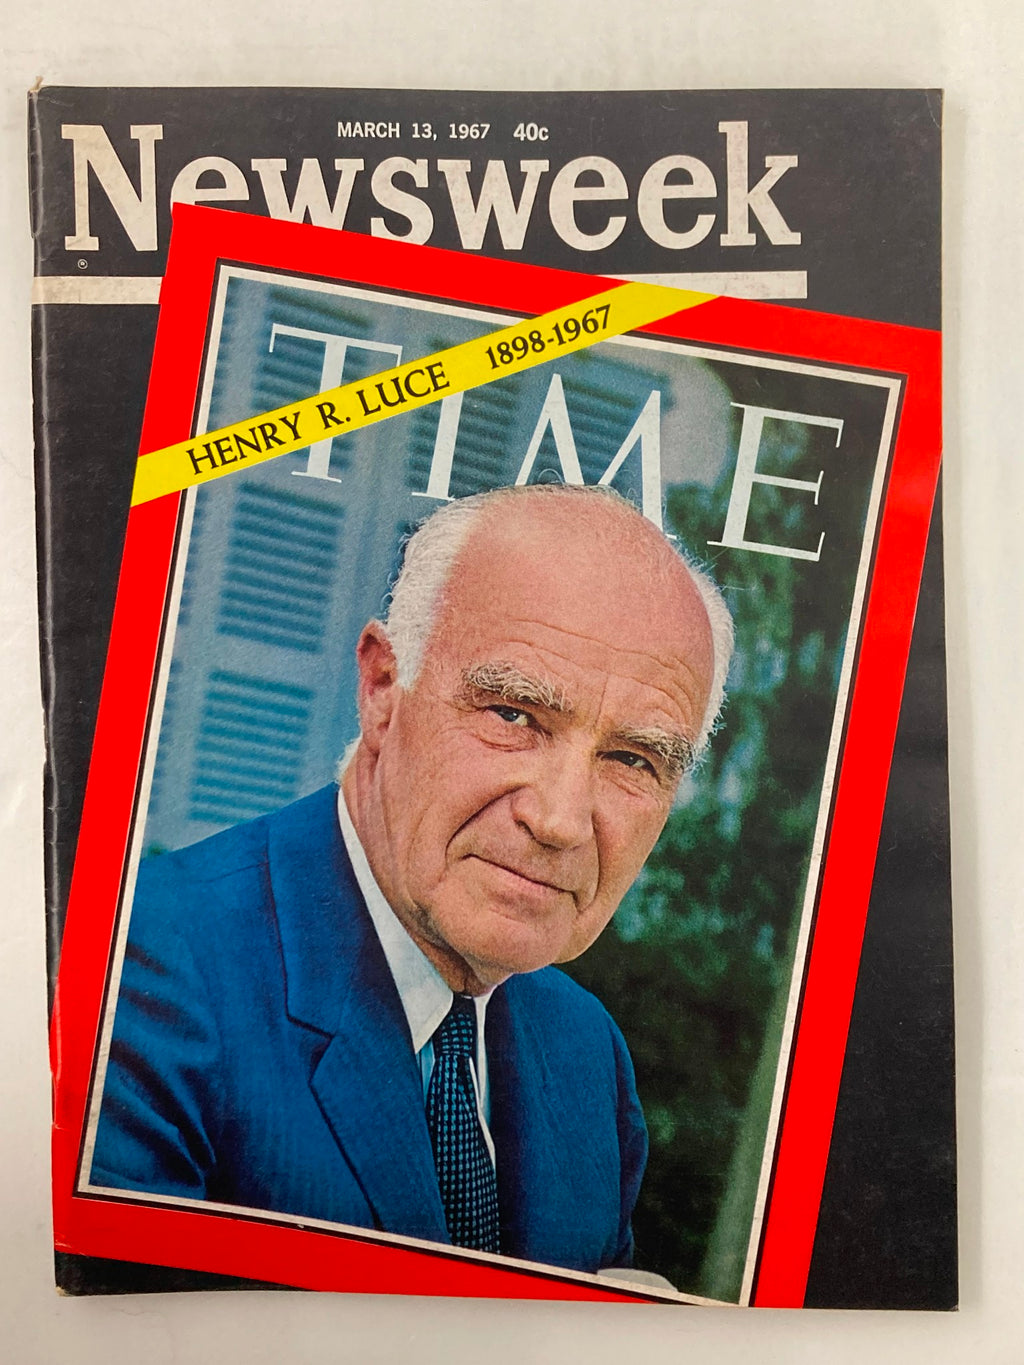 MARCH 13, 1967 40c
Newsweek
®
HENRY R. LUCE 1898-1967
TIME